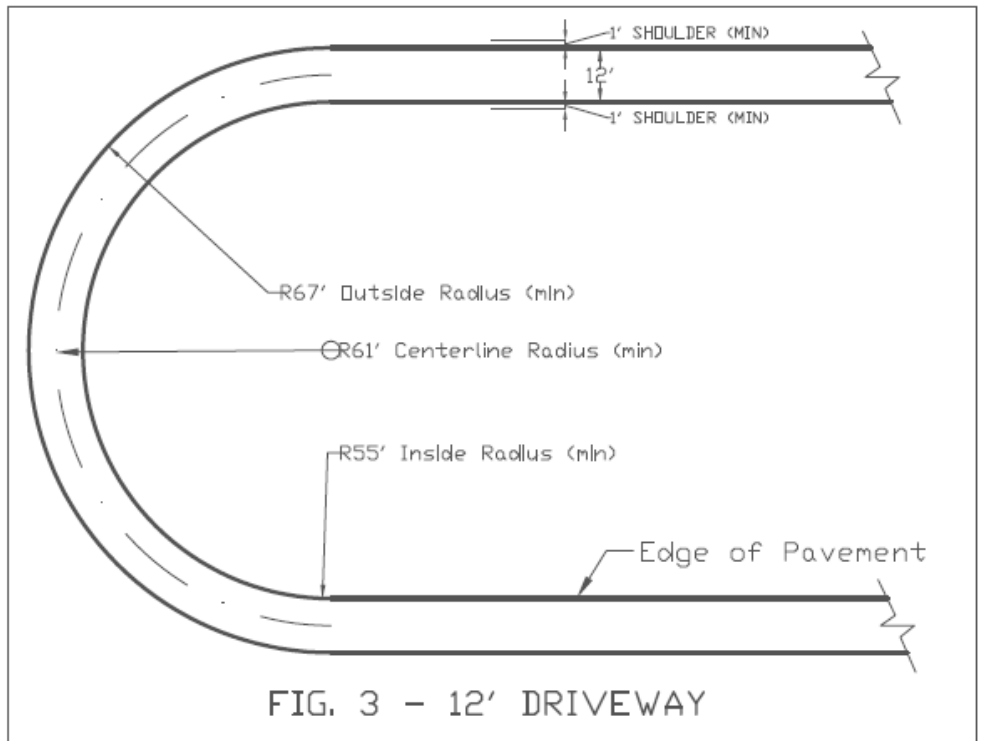 1' SHOULDER (MIN)
12'
1' SHOULDER (MIN)
R67' Outside Radius (min)
R61' Centerline Radius (min)
R55' Inside Radius (min)
Edge of Pavement
FIG. 3 - 12' DRIVEWAY